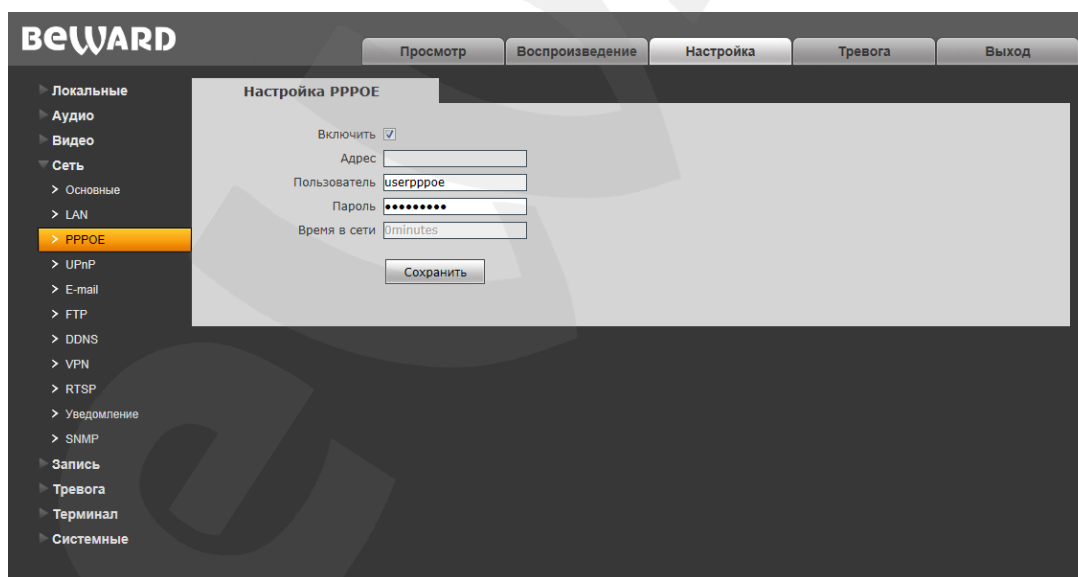 BEWARD
Просмотр Воспроизведение Настройка Тревога Выход
Локальные
Аудио
Видео
Сеть
> Основные
> LAN
> PPPOE
> UPnP
> E-mail
> FTP
> DDNS
> VPN
> RTSP
> Уведомление
> SNMP
Запись
Тревога
Терминал
Системные
Настройка PPPOE
Включить
Адрес
Пользователь userpppoe
Пароль •••••••••
Время в сети 0minutes
Сохранить